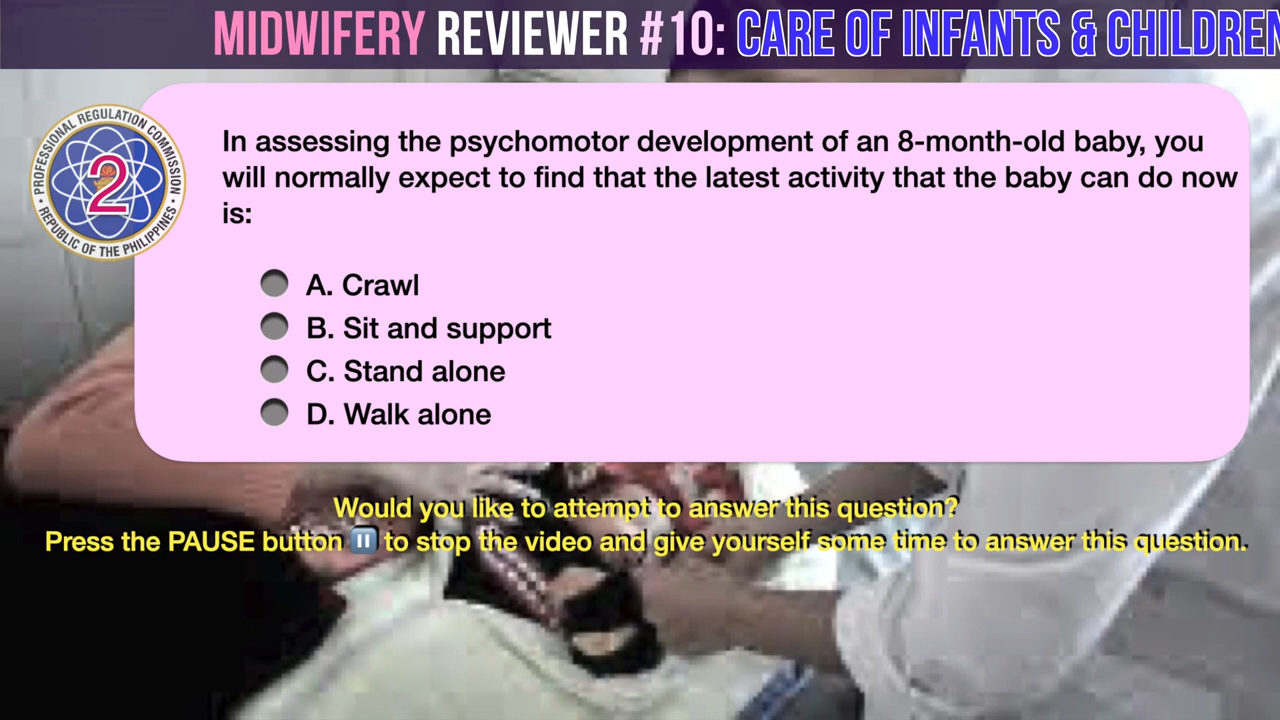 MIDWIFERY REVIEWER #10: CARE OF INFANTS & CHILDREN
PROFESSIONAL REGULATION COMMISSION
2
REPUBLIC OF THE PHILIPPINES
In assessing the psychomotor development of an 8-month-old baby, you
will normally expect to find that the latest activity that the baby can do now
is:
A. Crawl
B. Sit and support
C. Stand alone
D. Walk alone
Would you like to attempt to answer this question?
Press the PAUSE button ⏸ to stop the video and give yourself some time to answer this question.